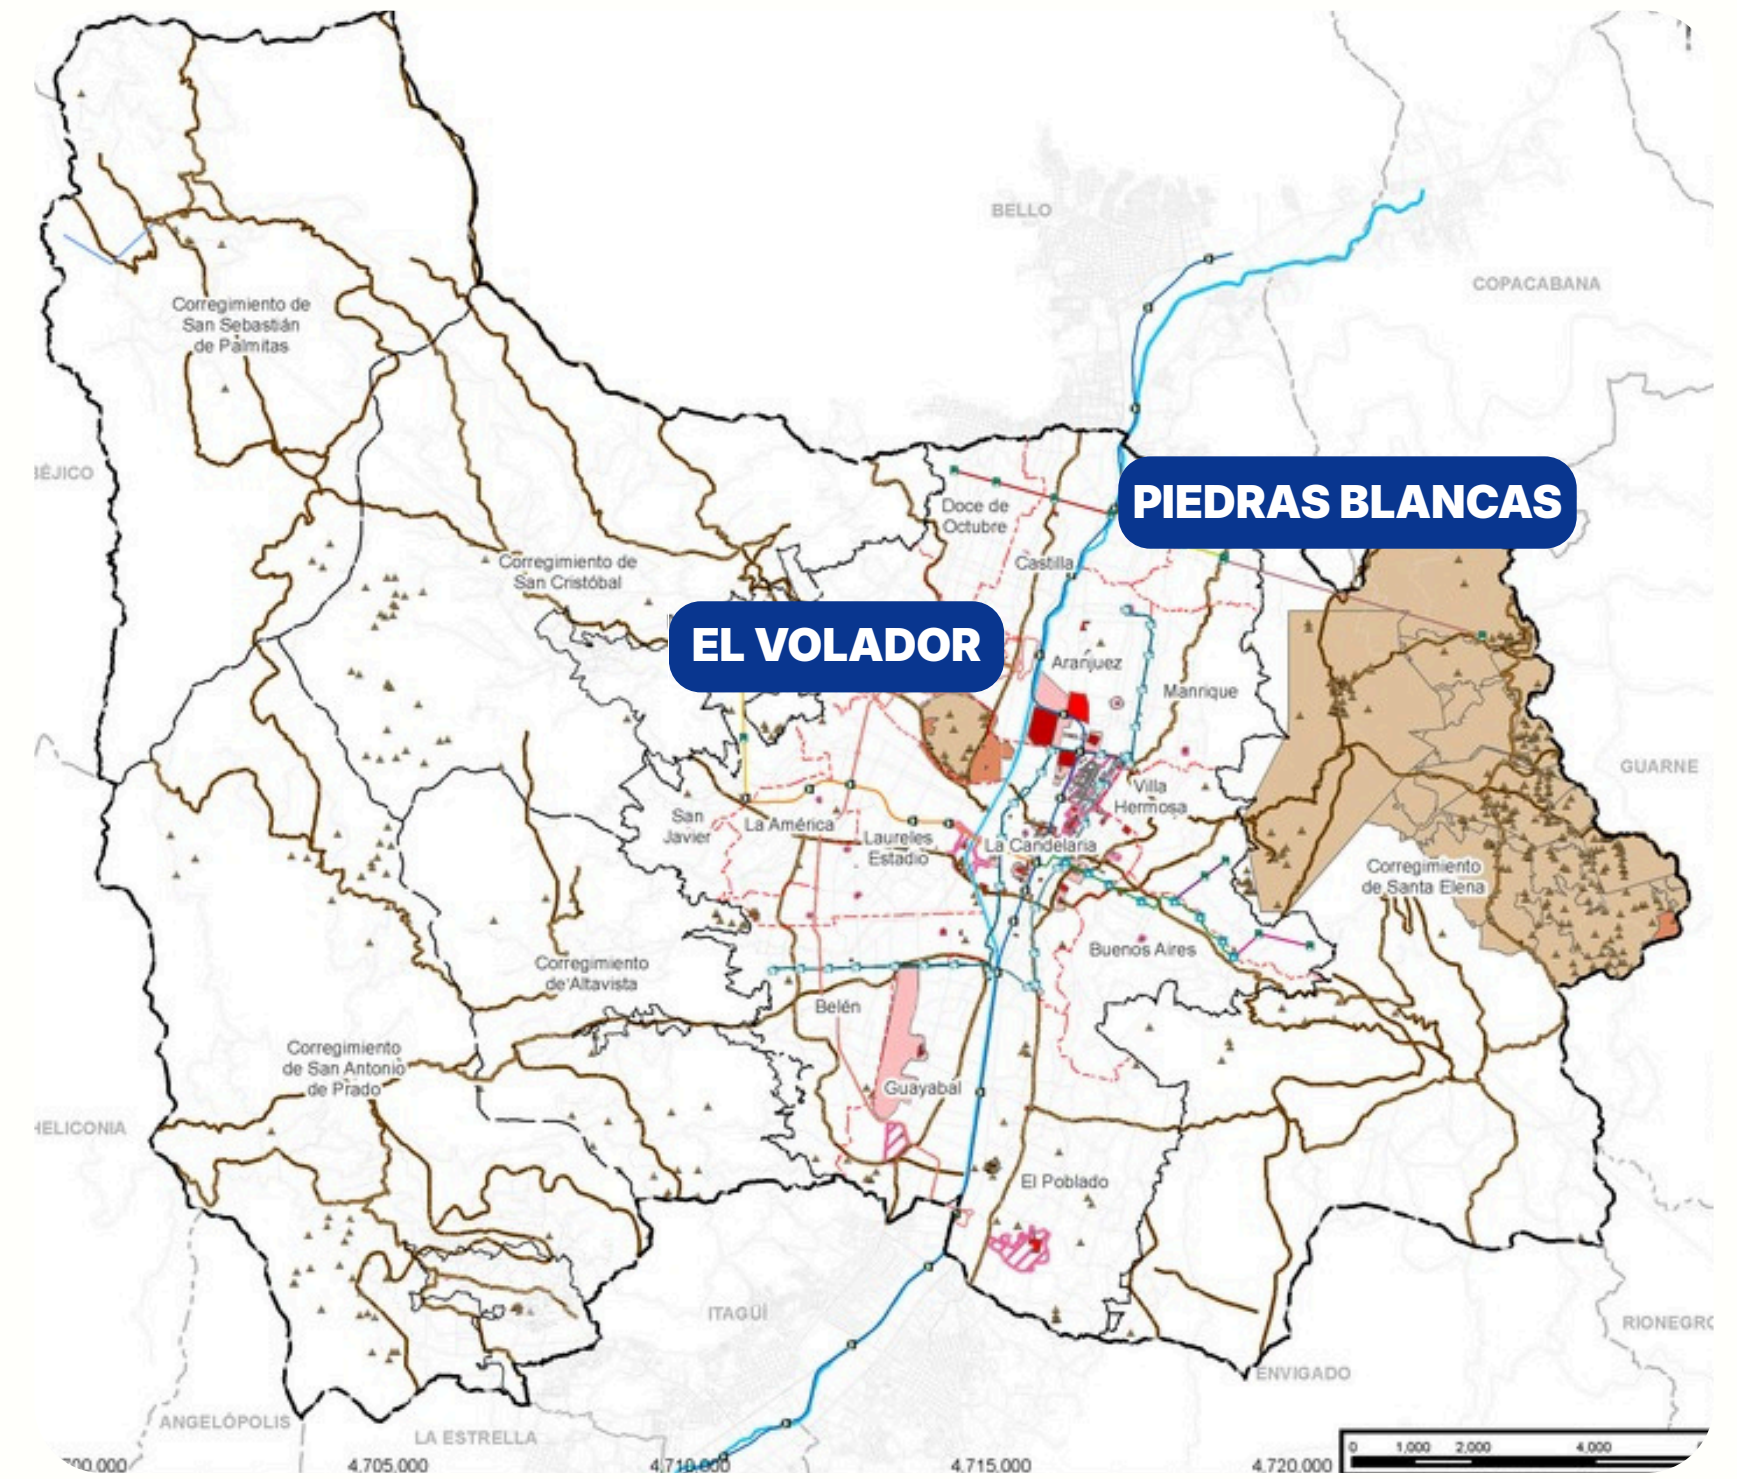 BELLO
COPACABANA
Corregimiento de
San Sebastián
de Palmitas
BÉJICO
PIEDRAS BLANCAS
Doce de
Octubre
Castilla
Corregimiento de
San Cristóbal
EL VOLADOR
Aranjuez
Manrique
GUARNE
Villa
Hermosa
San
Javier
La América
Laureles
Estadio
La Candelaria
Corregimiento
de Santa Elena
Buenos Aires
Corregimiento
de Altavista
Belén
Corregimiento
de San Antonio
de Prado
Guayabal
HELICONIA
El Poblado
ITAGÜÍ
RIONEGRO
ENVIGADO
ANGELÓPOLIS
LA ESTRELLA
0 1,000 2,000 4,000
700,000 4,705,000 4,710,000 4,715,000 4,720,000